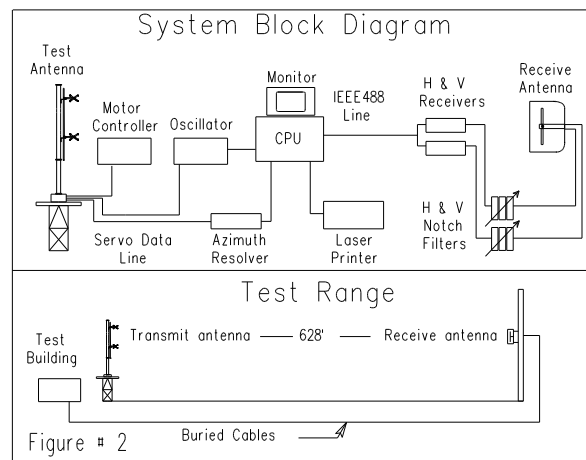 System Block Diagram
Test
Antenna
Motor
Controller
Oscillator
Monitor
CPU
IEEE488
Line
H & V
Receivers
Receive
Antenna
Servo Data
Line
Azimuth
Resolver
Laser
Printer
H & V
Notch
Filters
Test Range
Test
Building
Transmit antenna — 628' — Receive antenna
Buried Cables
Figure # 2